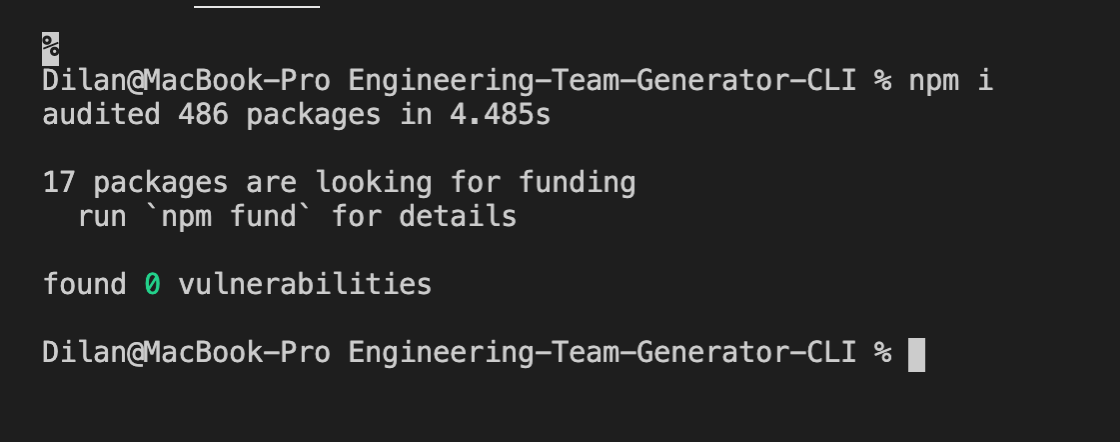 %
Dilan@MacBook-Pro Engineering-Team-Generator-CLI % npm i
audited 486 packages in 4.485s
17 packages are looking for funding
  run `npm fund` for details
found 0 vulnerabilities
Dilan@MacBook-Pro Engineering-Team-Generator-CLI %